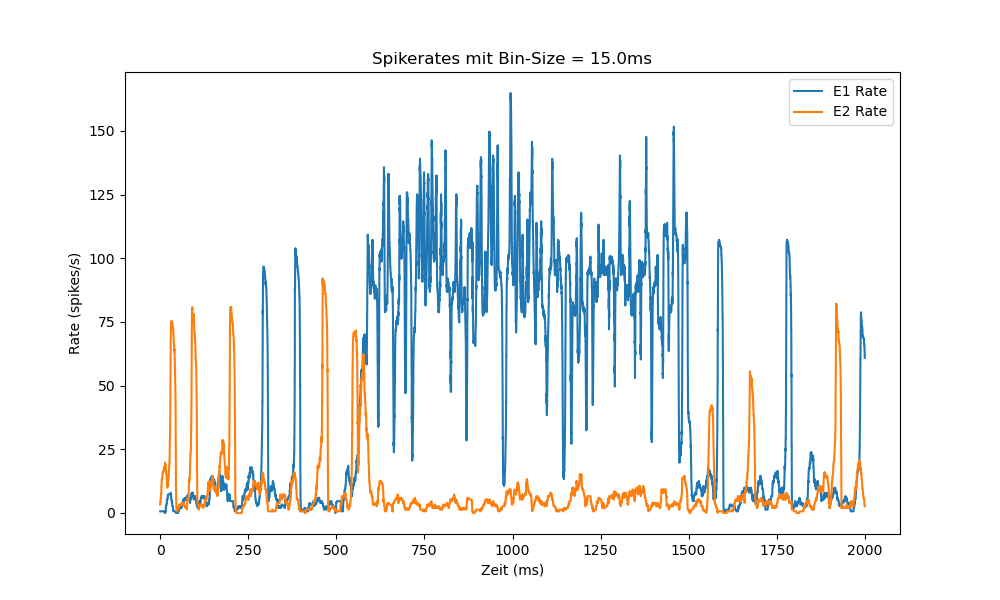 Spikerates mit Bin-Size = 15.0ms
E1 Rate
E2 Rate
Rate (spikes/s)
150
125
100
75
50
25
0
0 250 500 750 1000 1250 1500 1750 2000
Zeit (ms)